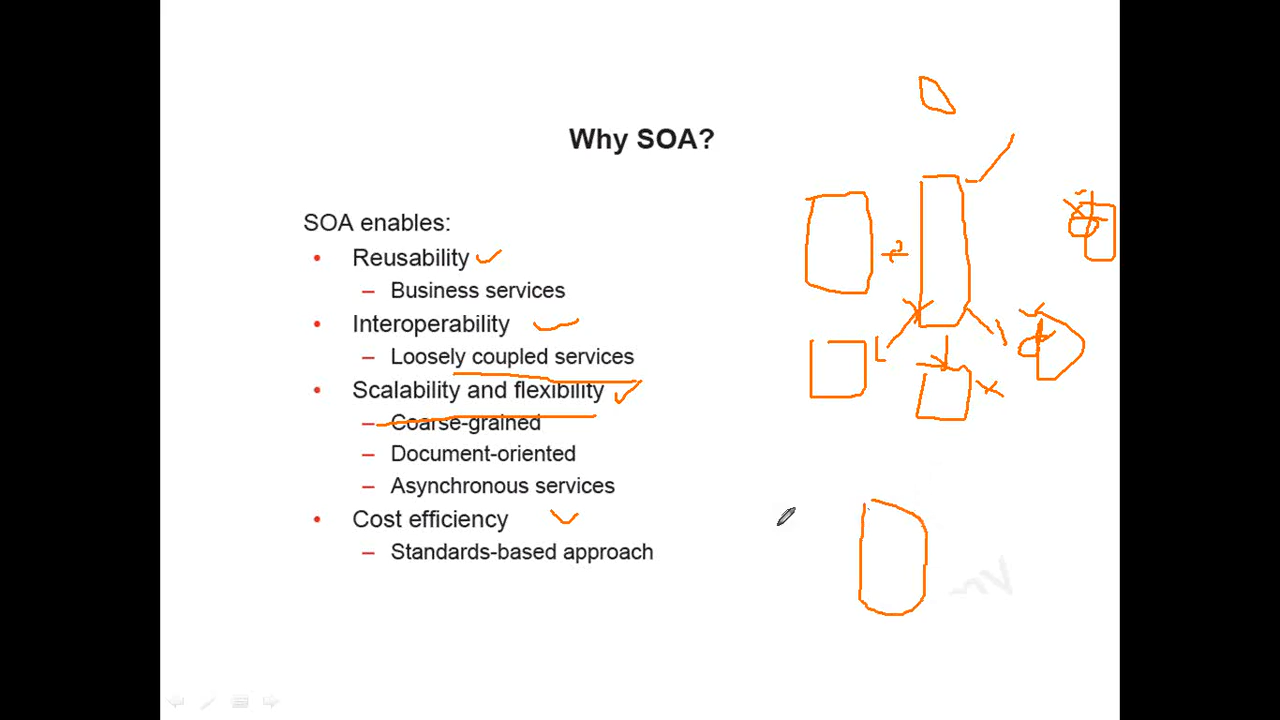 Why SOA?
SOA enables:
• Reusability
– Business services
• Interoperability
– Loosely coupled services
• Scalability and flexibility
– Coarse-grained
– Document-oriented
– Asynchronous services
• Cost efficiency
– Standards-based approach